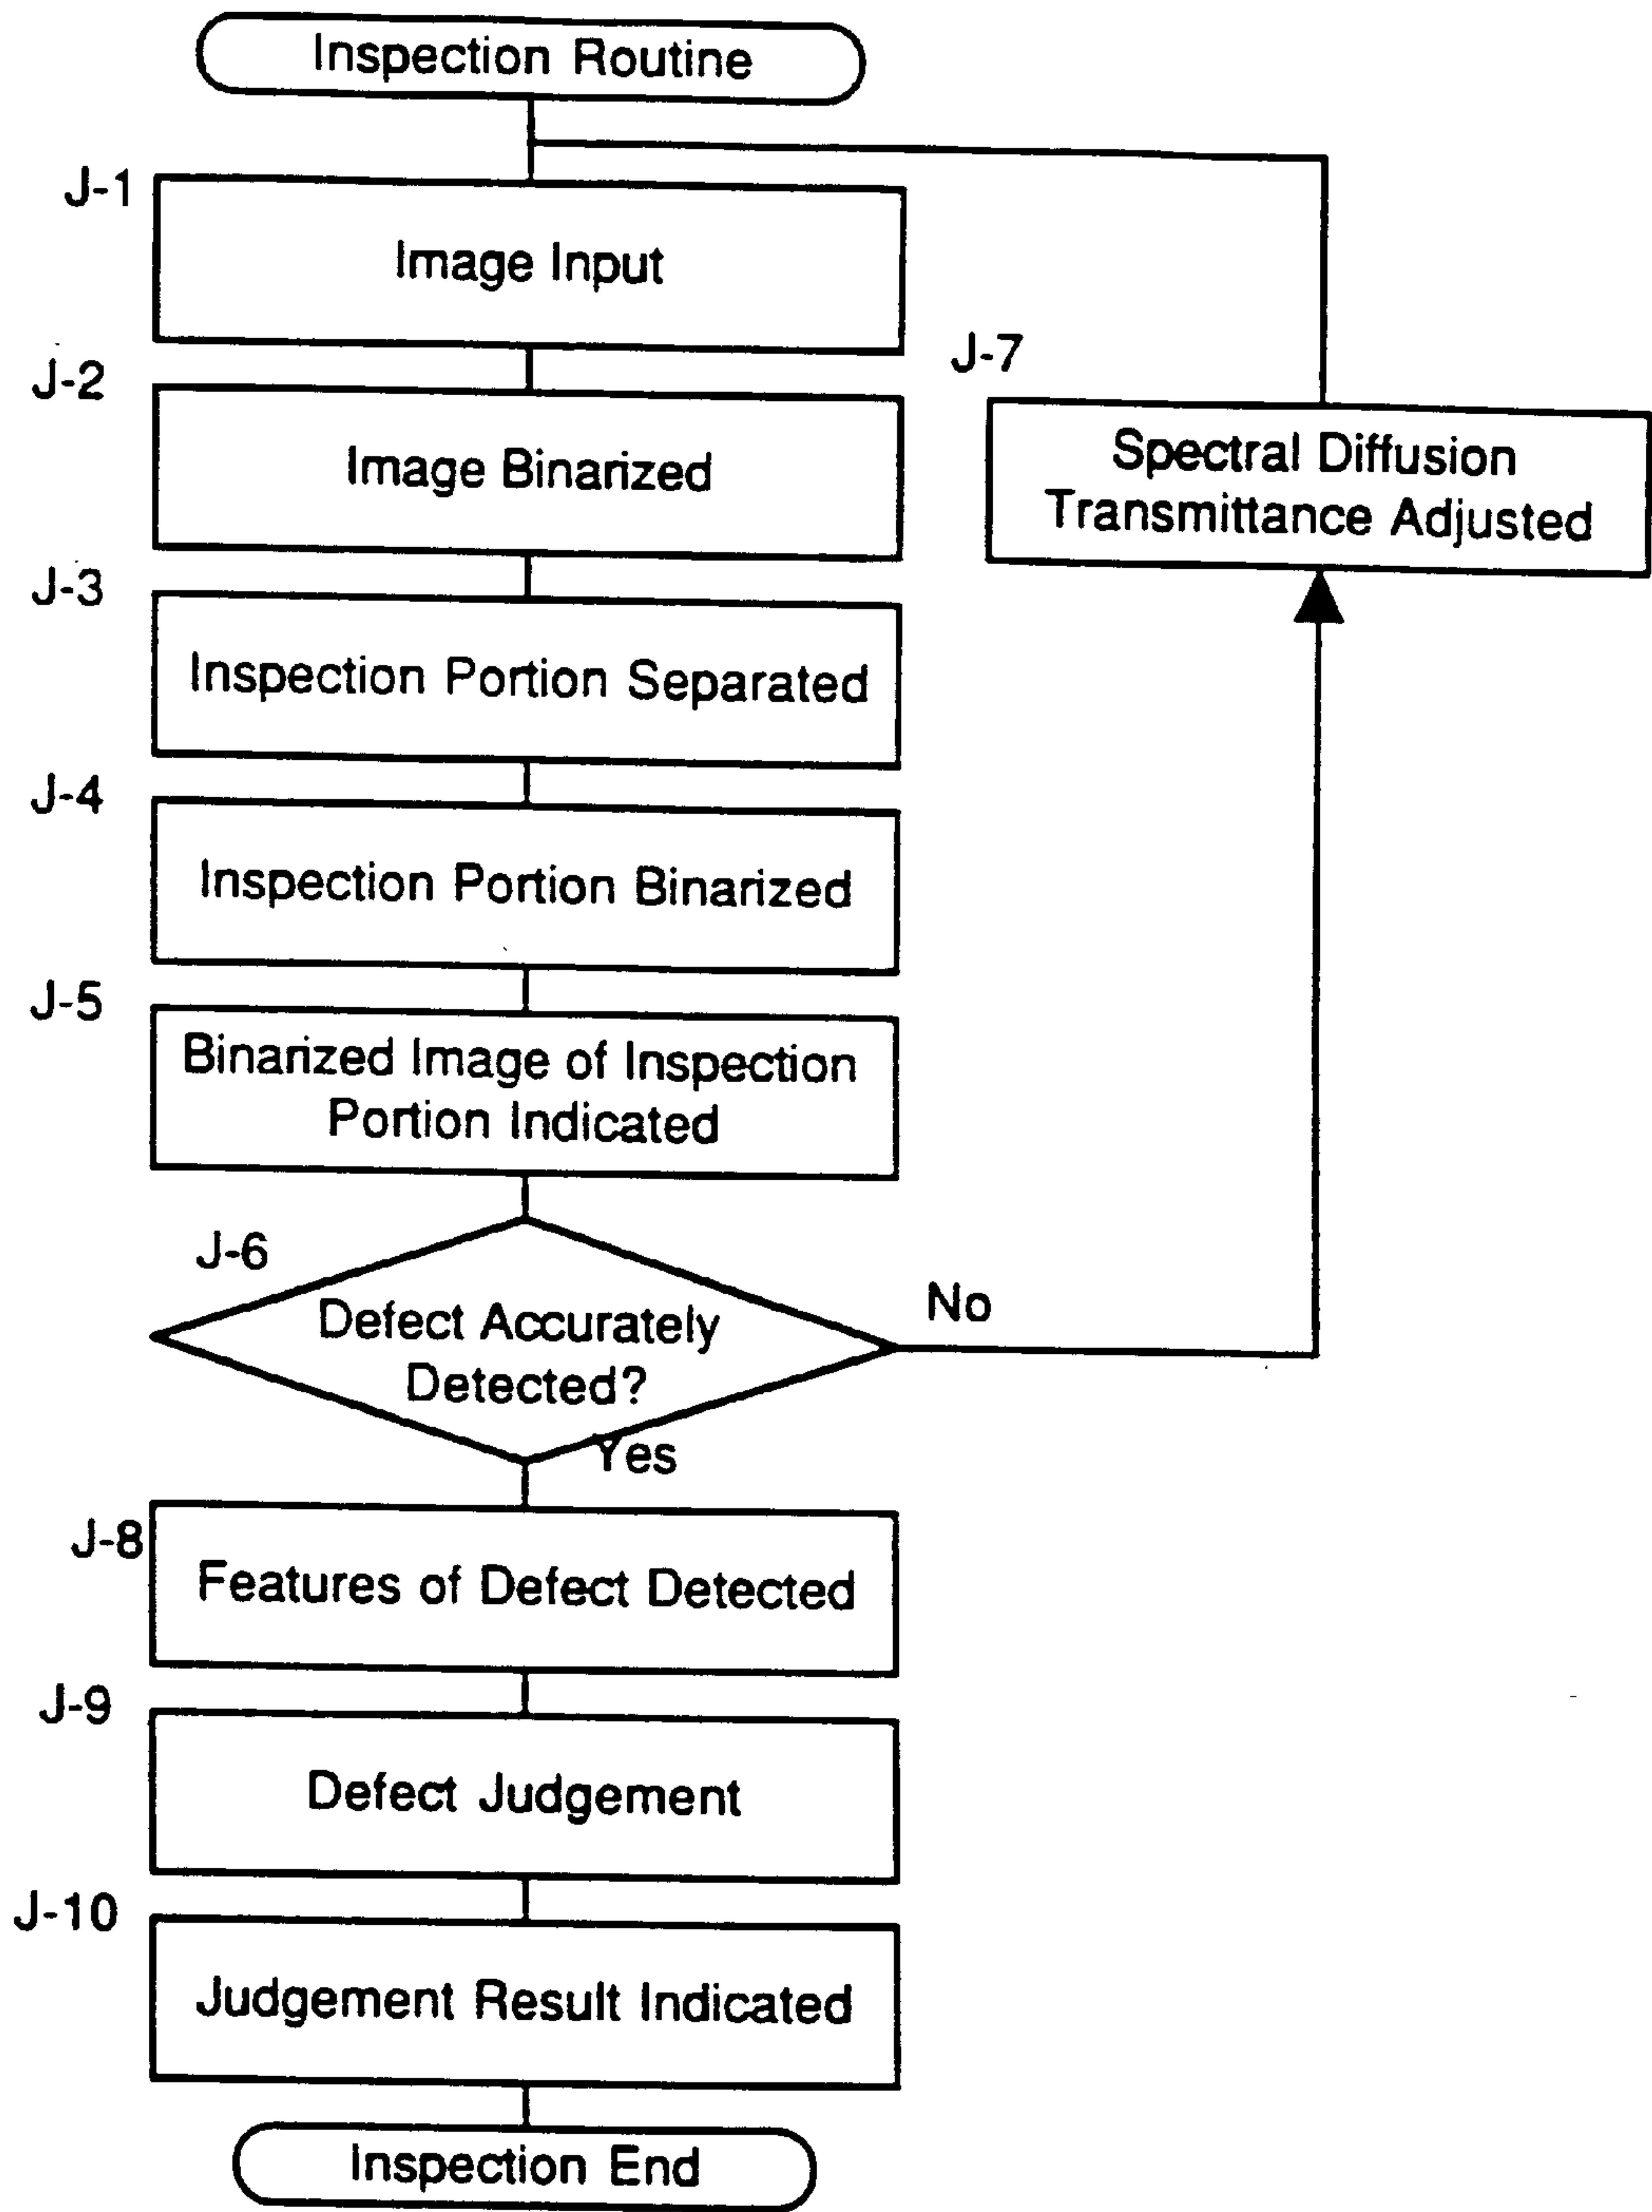 Inspection Routine
J-1
Image Input
J-2
Image Binarized
J-3
Inspection Portion Separated
J-4
Inspection Portion Binarized
J-5
Binarized Image of Inspection
Portion Indicated
J-6
Defect Accurately
Detected?
No
Yes
J-7
Spectral Diffusion
Transmittance Adjusted
J-8
Features of Defect Detected
J-9
Defect Judgement
J-10
Judgement Result Indicated
Inspection End